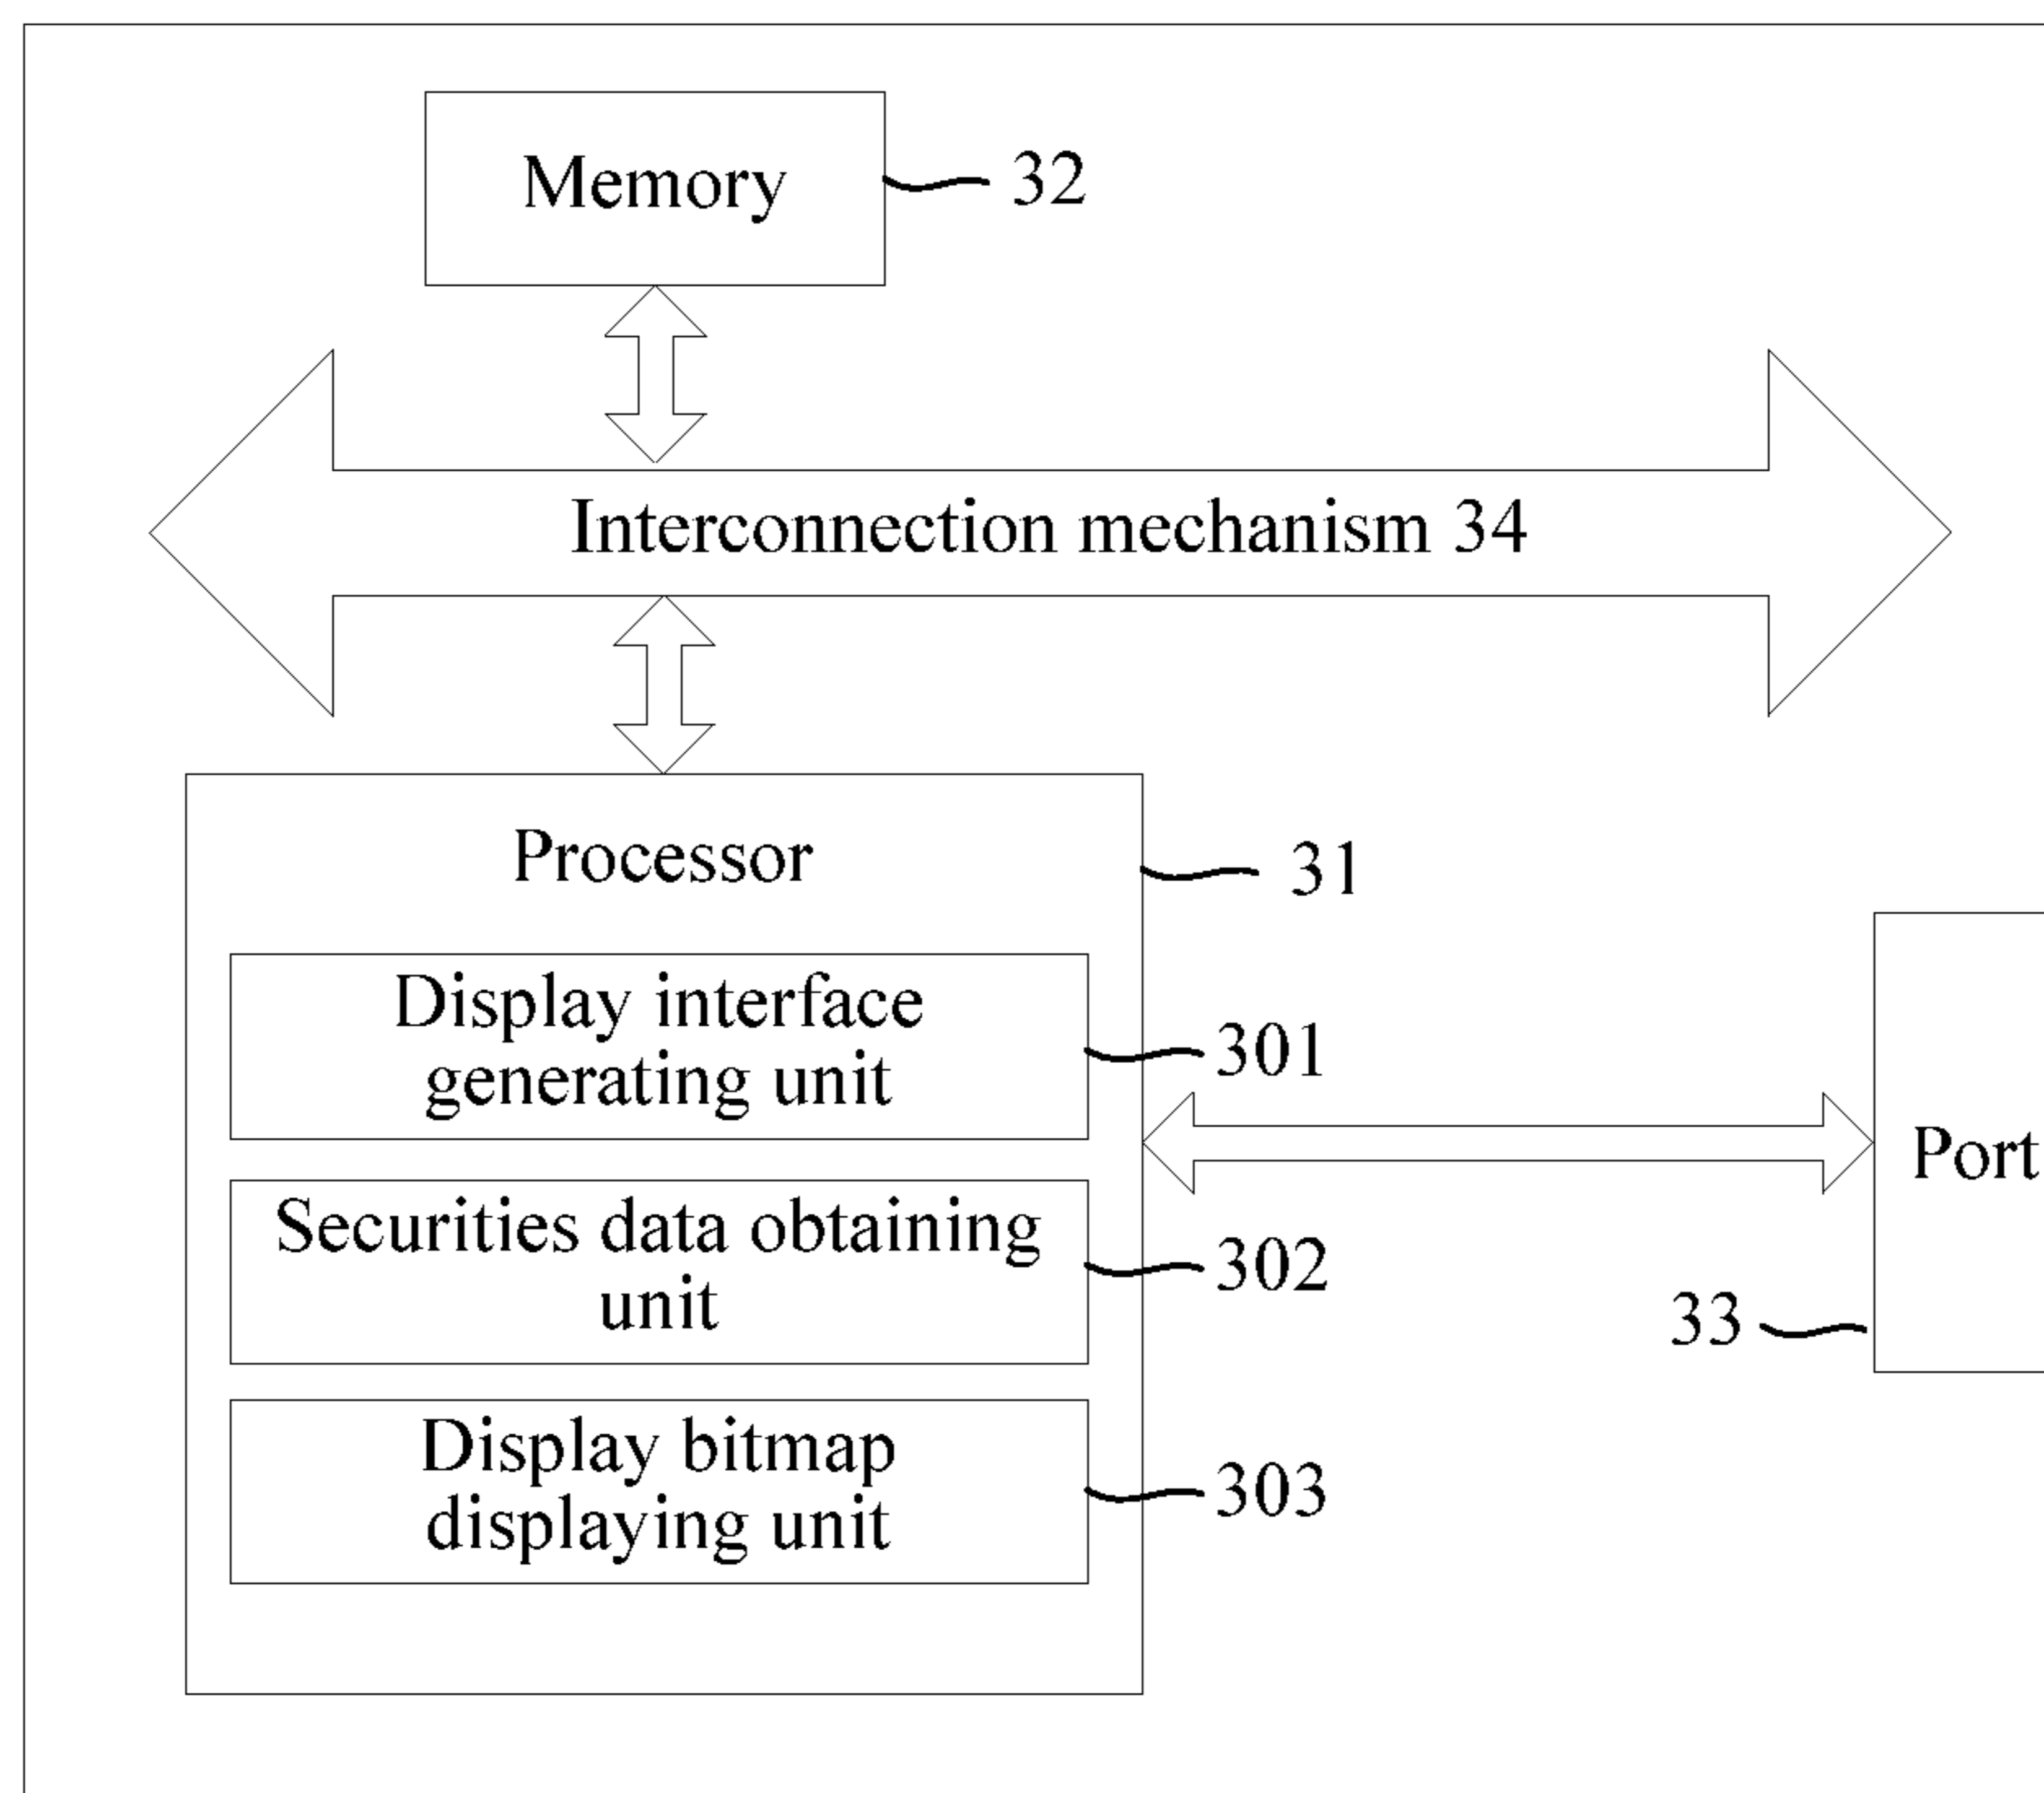 Memory
32
Interconnection mechanism 34
Processor
31
Display interface
generating unit
301
Securities data obtaining
unit
302
Display bitmap
displaying unit
303
Port
33